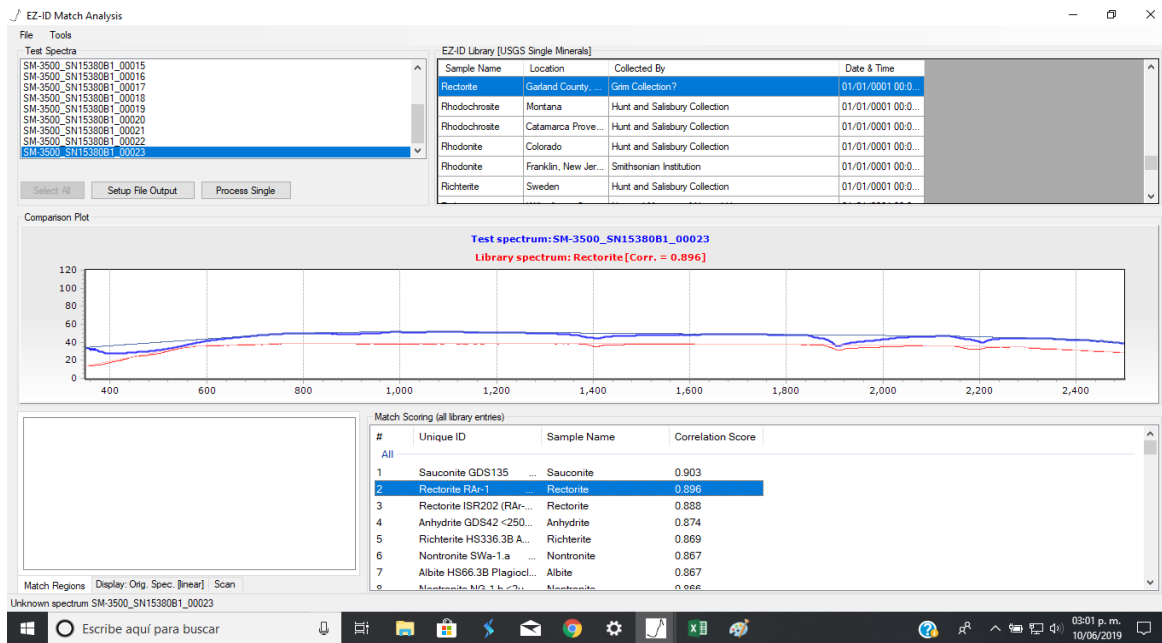 EZ-ID Match Analysis
File Tools
Test Spectra
SM-3500_SN15380B1_00015
SM-3500_SN15380B1_00016
SM-3500_SN15380B1_00017
SM-3500_SN15380B1_00018
SM-3500_SN15380B1_00019
SM-3500_SN15380B1_00020
SM-3500_SN15380B1_00021
SM-3500_SN15380B1_00022
SM-3500_SN15380B1_00023
Select All Setup File Output Process Single
EZ-ID Library [USGS Single Minerals]
Sample Name Location Collected By Date & Time
Rectorite Garland County, ... Grim Collection? 01/01/0001 00:0...
Rhodochrosite Montana Hunt and Salisbury Collection 01/01/0001 00:0...
Rhodochrosite Catamarca Prove... Hunt and Salisbury Collection 01/01/0001 00:0...
Rhodonite Colorado Hunt and Salisbury Collection 01/01/0001 00:0...
Rhodonite Franklin, New Jer... Smithsonian Institution 01/01/0001 00:0...
Richterite Sweden Hunt and Salisbury Collection 01/01/0001 00:0...
Comparison Plot
Test spectrum: SM-3500_SN15380B1_00023
Library spectrum: Rectorite [Corr. = 0.896]
120
100
80
60
40
20
0
400 600 800 1,000 1,200 1,400 1,600 1,800 2,000 2,200 2,400
Match Scoring (all library entries)
# Unique ID Sample Name Correlation Score
All
1 Sauconite GDS135 ... Sauconite 0.903
2 Rectorite RAr-1 ... Rectorite 0.896
3 Rectorite ISR202 (RAr-... Rectorite 0.888
4 Anhydrite GDS42 <250... Anhydrite 0.874
5 Richterite HS336.3B A... Richterite 0.869
6 Nontronite SWa-1.a ... Nontronite 0.867
7 Albite HS66.3B Plagiocl... Albite 0.867
8 Nontronite NG-1.b <2u... Nontronite 0.866
Match Regions Display: Orig. Spec. [linear] Scan
Unknown spectrum SM-3500_SN15380B1_00023
Escribe aquí para buscar
03:01 p. m.
10/06/2019